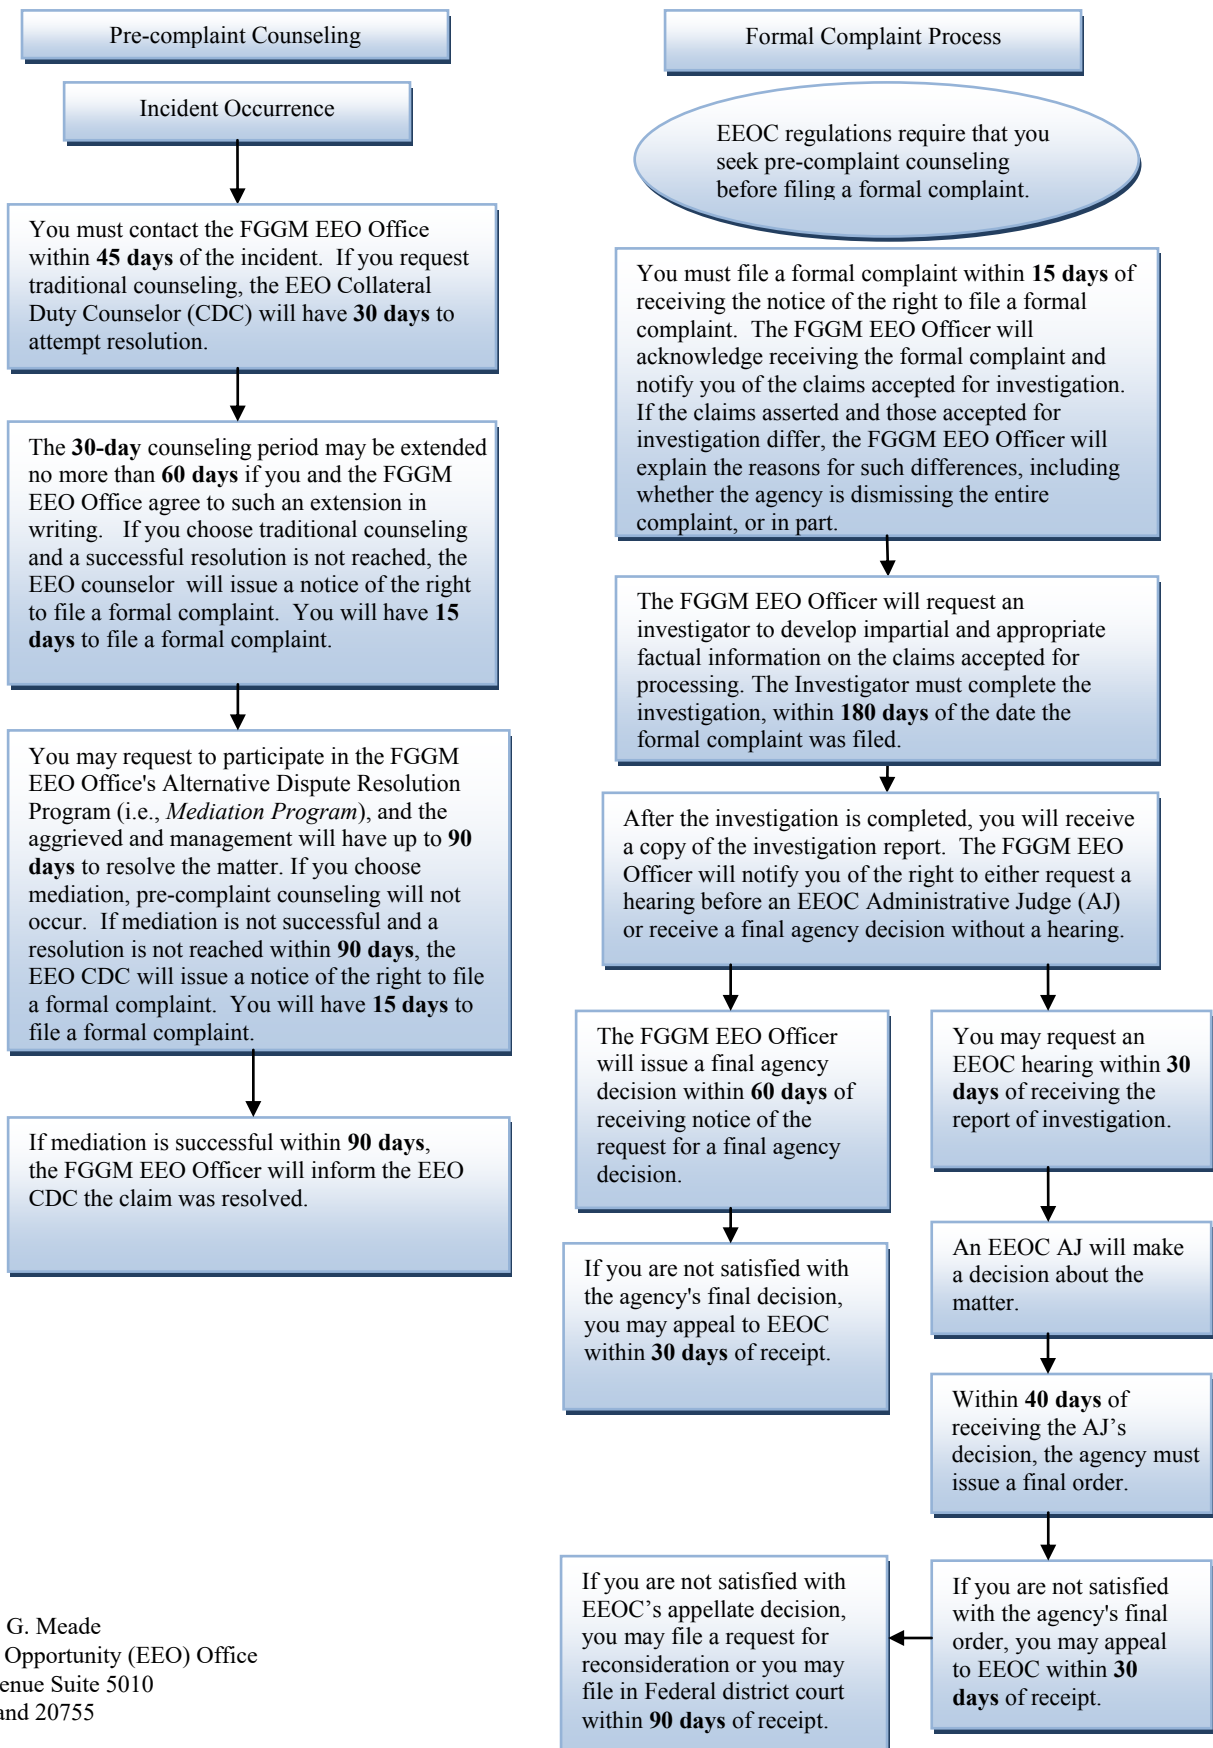 Pre-complaint Counseling
Incident Occurrence
You must contact the FGGM EEO Office
within 45 days of the incident. If you request
traditional counseling, the EEO Collateral
Duty Counselor (CDC) will have 30 days to
attempt resolution.
The 30-day counseling period may be extended
no more than 60 days if you and the FGGM
EEO Office agree to such an extension in
writing. If you choose traditional counseling
and a successful resolution is not reached, the
EEO counselor will issue a notice of the right
to file a formal complaint. You will have 15
days to file a formal complaint.
You may request to participate in the FGGM
EEO Office's Alternative Dispute Resolution
Program (i.e., Mediation Program), and the
aggrieved and management will have up to 90
days to resolve the matter. If you choose
mediation, pre-complaint counseling will not
occur. If mediation is not successful and a
resolution is not reached within 90 days, the
EEO CDC will issue a notice of the right to file
a formal complaint. You will have 15 days to
file a formal complaint.
If mediation is successful within 90 days,
the FGGM EEO Officer will inform the EEO
CDC the claim was resolved.
G. Meade
Opportunity (EEO) Office
enue Suite 5010
and 20755
Formal Complaint Process
EEOC regulations require that you
seek pre-complaint counseling
before filing a formal complaint.
You must file a formal complaint within 15 days of
receiving the notice of the right to file a formal
complaint. The FGGM EEO Officer will
acknowledge receiving the formal complaint and
notify you of the claims accepted for investigation.
If the claims asserted and those accepted for
investigation differ, the FGGM EEO Officer will
explain the reasons for such differences, including
whether the agency is dismissing the entire
complaint, or in part.
The FGGM EEO Officer will request an
investigator to develop impartial and appropriate
factual information on the claims accepted for
processing. The Investigator must complete the
investigation, within 180 days of the date the
formal complaint was filed.
After the investigation is completed, you will receive
a copy of the investigation report. The FGGM EEO
Officer will notify you of the right to either request a
hearing before an EEOC Administrative Judge (AJ)
or receive a final agency decision without a hearing.
The FGGM EEO Officer
will issue a final agency
decision within 60 days of
receiving notice of the
request for a final agency
decision.
If you are not satisfied with
the agency's final decision,
you may appeal to EEOC
within 30 days of receipt.
You may request an
EEOC hearing within 30
days of receiving the
report of investigation.
An EEOC AJ will make
a decision about the
matter.
Within 40 days of
receiving the AJ’s
decision, the agency must
issue a final order.
If you are not satisfied
with the agency's final
order, you may appeal
to EEOC within 30
days of receipt.
If you are not satisfied with
EEOC’s appellate decision,
you may file a request for
reconsideration or you may
file in Federal district court
within 90 days of receipt.